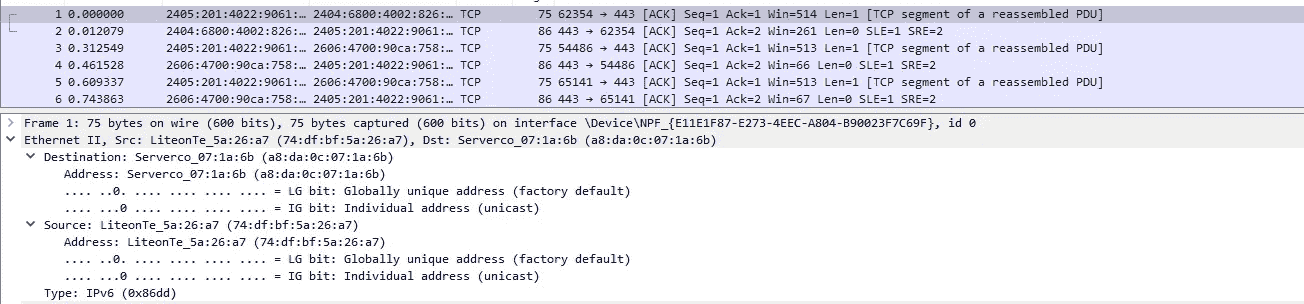 1 0.000000 2405:201:4022:9061:… 2404:6800:4002:826:… TCP 75 62354 → 443 [ACK] Seq=1 Ack=1 Win=514 Len=1 [TCP segment of a reassembled PDU]
2 0.012079 2404:6800:4002:826:… 2405:201:4022:9061:… TCP 86 443 → 62354 [ACK] Seq=1 Ack=2 Win=261 Len=0 SLE=1 SRE=2
3 0.312549 2405:201:4022:9061:… 2606:4700:90ca:758:… TCP 75 54486 → 443 [ACK] Seq=1 Ack=1 Win=513 Len=1 [TCP segment of a reassembled PDU]
4 0.461528 2606:4700:90ca:758:… 2405:201:4022:9061:… TCP 86 443 → 54486 [ACK] Seq=1 Ack=2 Win=66 Len=0 SLE=1 SRE=2
5 0.609337 2405:201:4022:9061:… 2606:4700:90ca:758:… TCP 75 65141 → 443 [ACK] Seq=1 Ack=1 Win=513 Len=1 [TCP segment of a reassembled PDU]
6 0.743863 2606:4700:90ca:758:… 2405:201:4022:9061:… TCP 86 443 → 65141 [ACK] Seq=1 Ack=2 Win=67 Len=0 SLE=1 SRE=2
Frame 1: 75 bytes on wire (600 bits), 75 bytes captured (600 bits) on interface \Device\NPF_{E11E1F87-E273-4EEC-A804-B90023F7C69F}, id 0
Ethernet II, Src: LiteonTe_5a:26:a7 (74:df:bf:5a:26:a7), Dst: Serverco_07:1a:6b (a8:da:0c:07:1a:6b)
Destination: Serverco_07:1a:6b (a8:da:0c:07:1a:6b)
Address: Serverco_07:1a:6b (a8:da:0c:07:1a:6b)
.... ..0. .... .... .... .... = LG bit: Globally unique address (factory default)
.... ...0 .... .... .... .... = IG bit: Individual address (unicast)
Source: LiteonTe_5a:26:a7 (74:df:bf:5a:26:a7)
Address: LiteonTe_5a:26:a7 (74:df:bf:5a:26:a7)
.... ..0. .... .... .... .... = LG bit: Globally unique address (factory default)
.... ...0 .... .... .... .... = IG bit: Individual address (unicast)
Type: IPv6 (0x86dd)